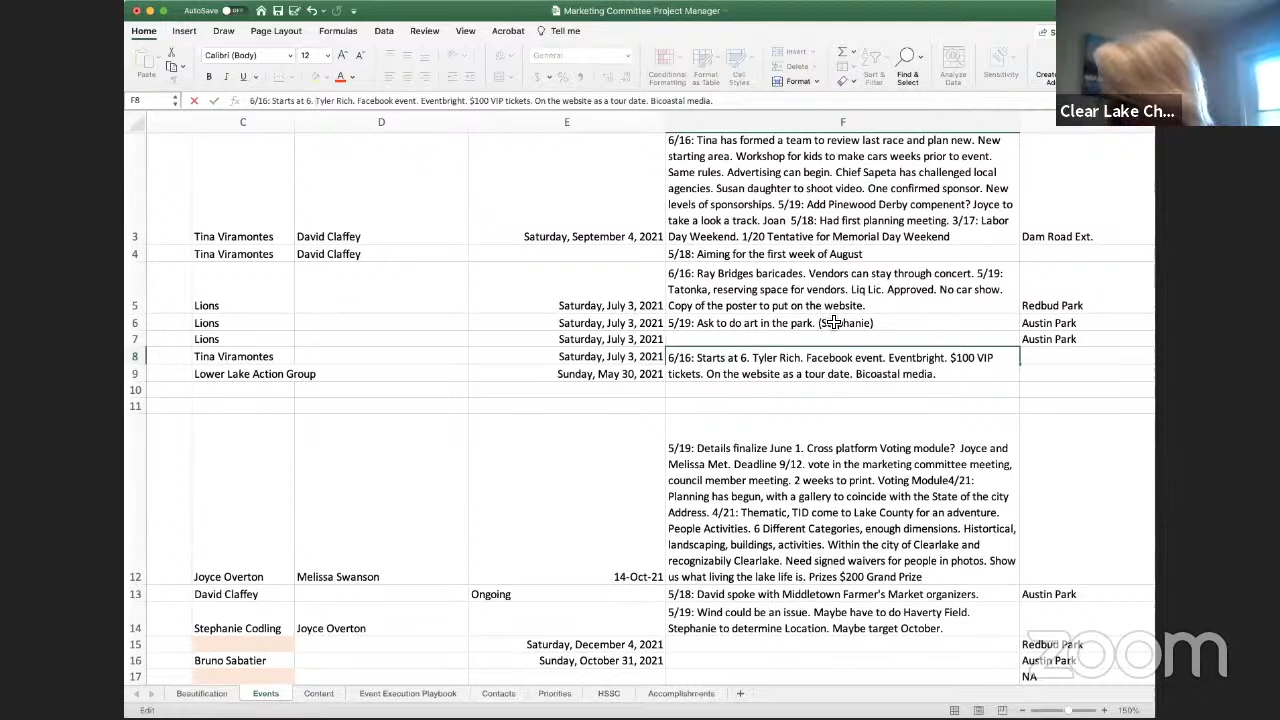 AutoSave OFF
Marketing Committee Project Manager
Home Insert Draw Page Layout Formulas Data Review View Acrobat Tell me
Paste
Calibri (Body) 12
General
Conditional Formatting
Format as Table
Cell Styles
Insert
Delete
Format
Sort & Filter
Find & Select
Analyze Data
Sensitivity
Clear Lake Ch...
F8 fx 6/16: Starts at 6. Tyler Rich. Facebook event. Eventbright. $100 VIP tickets. On the website as a tour date. Bicoastal media.
C D E F
6/16: Tina has formed a team to review last race and plan new. New
starting area. Workshop for kids to make cars weeks prior to event.
Same rules. Advertising can begin. Chief Sapeta has challenged local
agencies. Susan daughter to shoot video. One confirmed sponsor. New
levels of sponsorships. 5/19: Add Pinewood Derby compenent? Joyce to
take a look a track. Joan 5/18: Had first planning meeting. 3/17: Labor
3 Tina Viramontes David Claffey Saturday, September 4, 2021 Day Weekend. 1/20 Tentative for Memorial Day Weekend Dam Road Ext.
4 Tina Viramontes David Claffey 5/18: Aiming for the first week of August
6/16: Ray Bridges baricades. Vendors can stay through concert. 5/19:
Tatonka, reserving space for vendors. Liq Lic. Approved. No car show.
5 Lions Saturday, July 3, 2021 Copy of the poster to put on the website. Redbud Park
6 Lions Saturday, July 3, 2021 5/19: Ask to do art in the park. (Stephanie) Austin Park
7 Lions Saturday, July 3, 2021 Austin Park
8 Tina Viramontes Saturday, July 3, 2021 6/16: Starts at 6. Tyler Rich. Facebook event. Eventbright. $100 VIP
9 Lower Lake Action Group Sunday, May 30, 2021 tickets. On the website as a tour date. Bicoastal media.
10
11
5/19: Details finalize June 1. Cross platform Voting module? Joyce and
Melissa Met. Deadline 9/12. vote in the marketing committee meeting,
council member meeting. 2 weeks to print. Voting Module4/21:
Planning has begun, with a gallery to coincide with the State of the city
Address. 4/21: Thematic, TID come to Lake County for an adventure.
People Activities. 6 Different Categories, enough dimensions. Histortical,
landscaping, buildings, activities. Within the city of Clearlake and
recognizabily Clearlake. Need signed waivers for people in photos. Show
12 Joyce Overton Melissa Swanson 14-Oct-21 us what living the lake life is. Prizes $200 Grand Prize
13 David Claffey Ongoing 5/18: David spoke with Middletown Farmer's Market organizers. Austin Park
5/19: Wind could be an issue. Maybe have to do Haverty Field.
14 Stephanie Codling Joyce Overton Stephanie to determine Location. Maybe target October.
15 Saturday, December 4, 2021 Redbud Park
16 Bruno Sabatier Sunday, October 31, 2021 Austin Park
17 NA
zoom
Beautification Events Content Event Execution Playbook Contacts Priorities HSSC Accomplishments +
Edit 150%